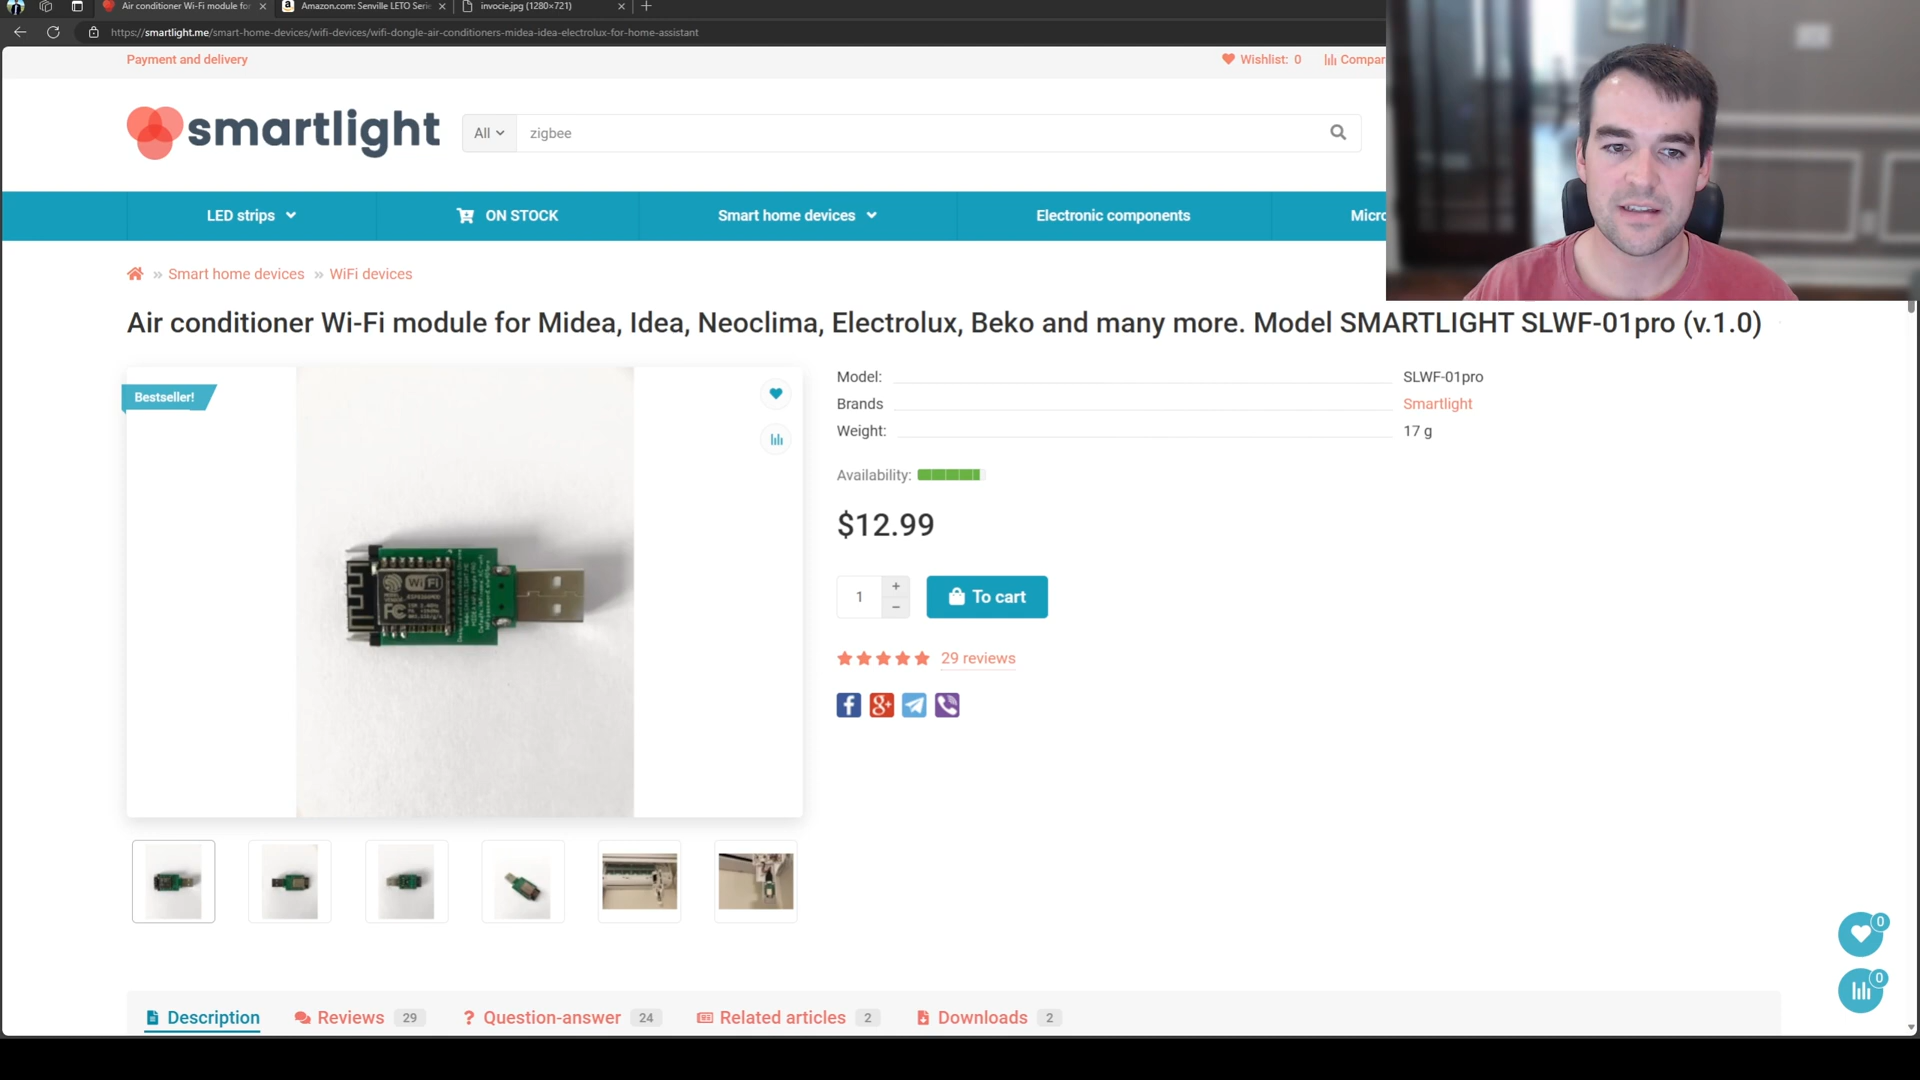 Air conditioner Wi-Fi module for
Amazon.com: Senville LETO Serie
invocie.jpg (1280×721)
https://smartlight.me/smart-home-devices/wifi-devices/wifi-dongle-air-conditioners-midea-idea-electrolux-for-home-assistant
Payment and delivery
Wishlist: 0
Compar
smartlight
All
zigbee
LED strips
ON STOCK
Smart home devices
Electronic components
Micro
» Smart home devices » WiFi devices
Air conditioner Wi-Fi module for Midea, Idea, Neoclima, Electrolux, Beko and many more. Model SMARTLIGHT SLWF-01pro (v.1.0)
Bestseller!
Model: SLWF-01pro
Brands Smartlight
Weight: 17 g
Availability:
$12.99
1 + −
To cart
29 reviews
WiFi
FC
0
0
Description
Reviews 29
Question-answer 24
Related articles 2
Downloads 2